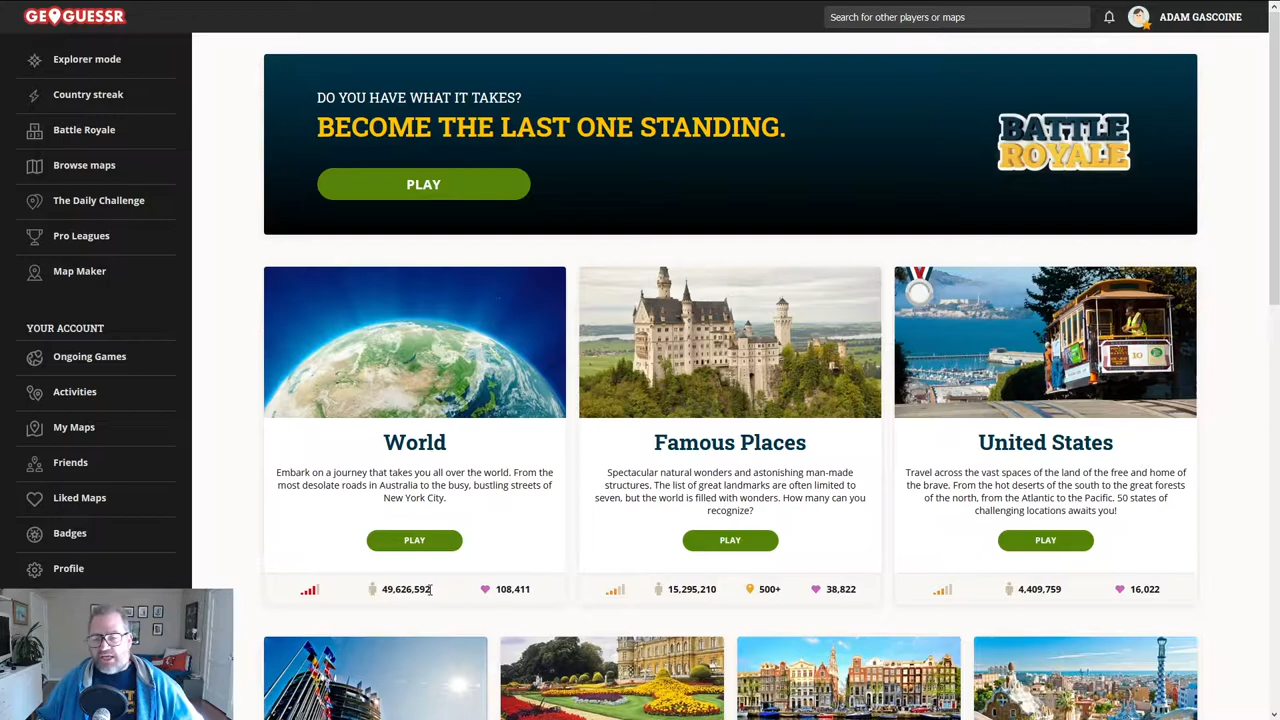 GEOGUESSR
Search for other players or maps
ADAM GASCOINE
Explorer mode
Country streak
Battle Royale
Browse maps
The Daily Challenge
Pro Leagues
Map Maker
YOUR ACCOUNT
Ongoing Games
Activities
My Maps
Friends
Liked Maps
Badges
Profile
DO YOU HAVE WHAT IT TAKES?
BECOME THE LAST ONE STANDING.
PLAY
BATTLE
ROYALE
World
Embark on a journey that takes you all over the world. From the
most desolate roads in Australia to the busy, bustling streets of
New York City.
PLAY
49,626,592
108,411
Famous Places
Spectacular natural wonders and astonishing man-made
structures. The list of great landmarks are often limited to
seven, but the world is filled with wonders. How many can you
recognize?
PLAY
15,295,210
500+
38,822
10
United States
Travel across the vast spaces of the land of the free and home of
the brave. From the hot deserts of the south to the great forests
of the north, from the Atlantic to the Pacific. 50 states of
challenging locations awaits you!
PLAY
4,409,759
16,022